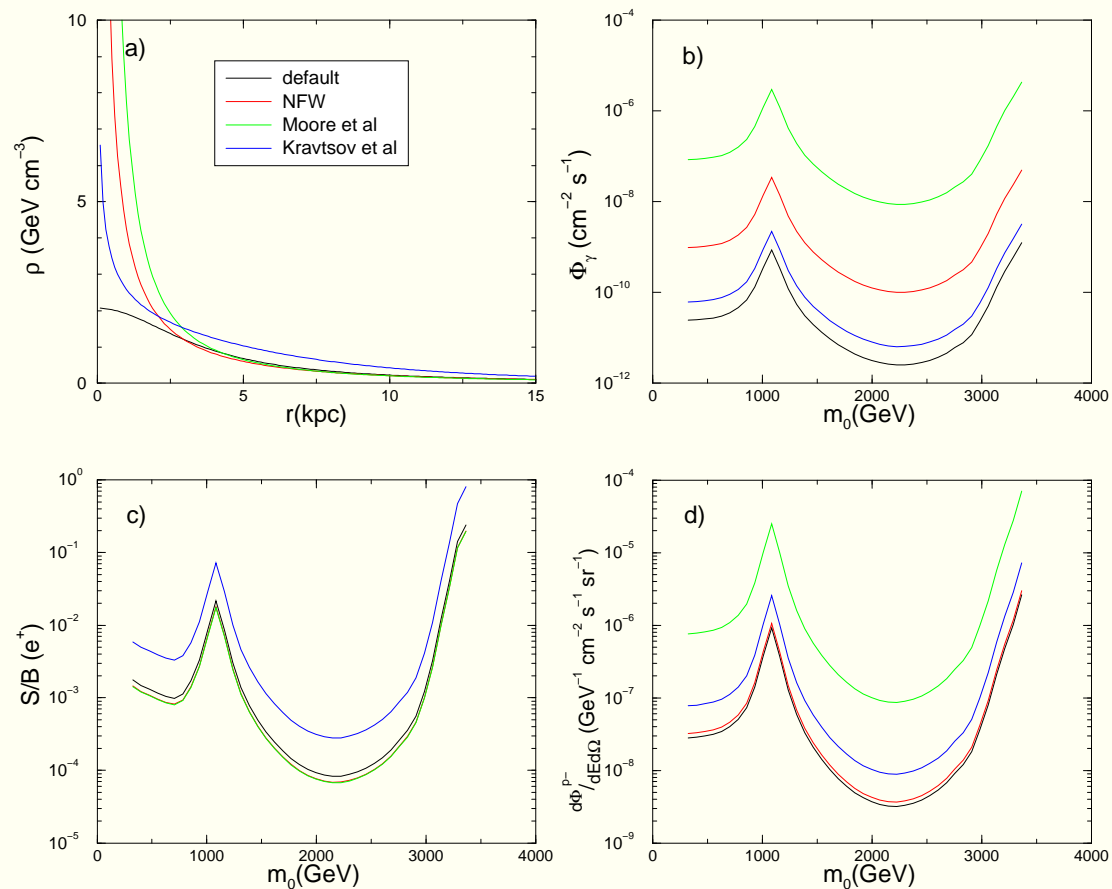 a)
default
NFW
Moore et al
Kravtsov et al
10
5
0
ρ (GeV cm⁻³)
0 5 10 15
r(kpc)
b)
10⁻⁴
10⁻⁶
10⁻⁸
10⁻¹⁰
10⁻¹²
Φγ (cm⁻² s⁻¹)
0 1000 2000 3000 4000
m₀(GeV)
c)
10⁰
10⁻¹
10⁻²
10⁻³
10⁻⁴
10⁻⁵
S/B (e⁺)
0 1000 2000 3000 4000
m₀(GeV)
d)
10⁻⁴
10⁻⁵
10⁻⁶
10⁻⁷
10⁻⁸
10⁻⁹
dΦᵖ⁻/dEdΩ (GeV⁻¹ cm⁻² s⁻¹ sr⁻¹)
0 1000 2000 3000 4000
m₀(GeV)